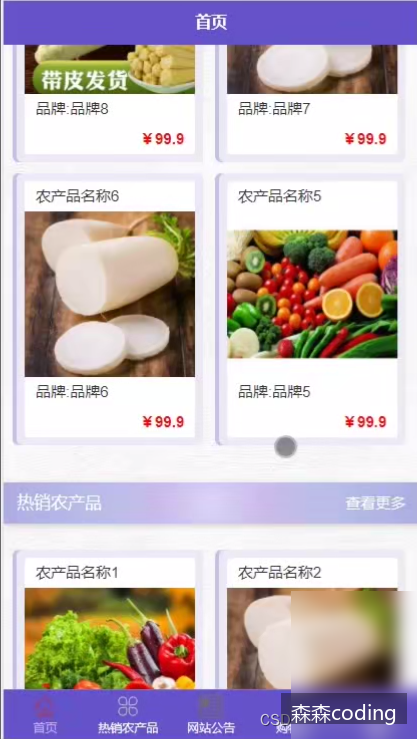 首页
带皮发货
品牌:品牌8
品牌:品牌7
￥99.9
￥99.9
农产品名称6
农产品名称5
品牌:品牌6
品牌:品牌5
￥99.9
￥99.9
热销农产品
查看更多
农产品名称1
农产品名称2
首页
热销农产品
网站公告
森森coding